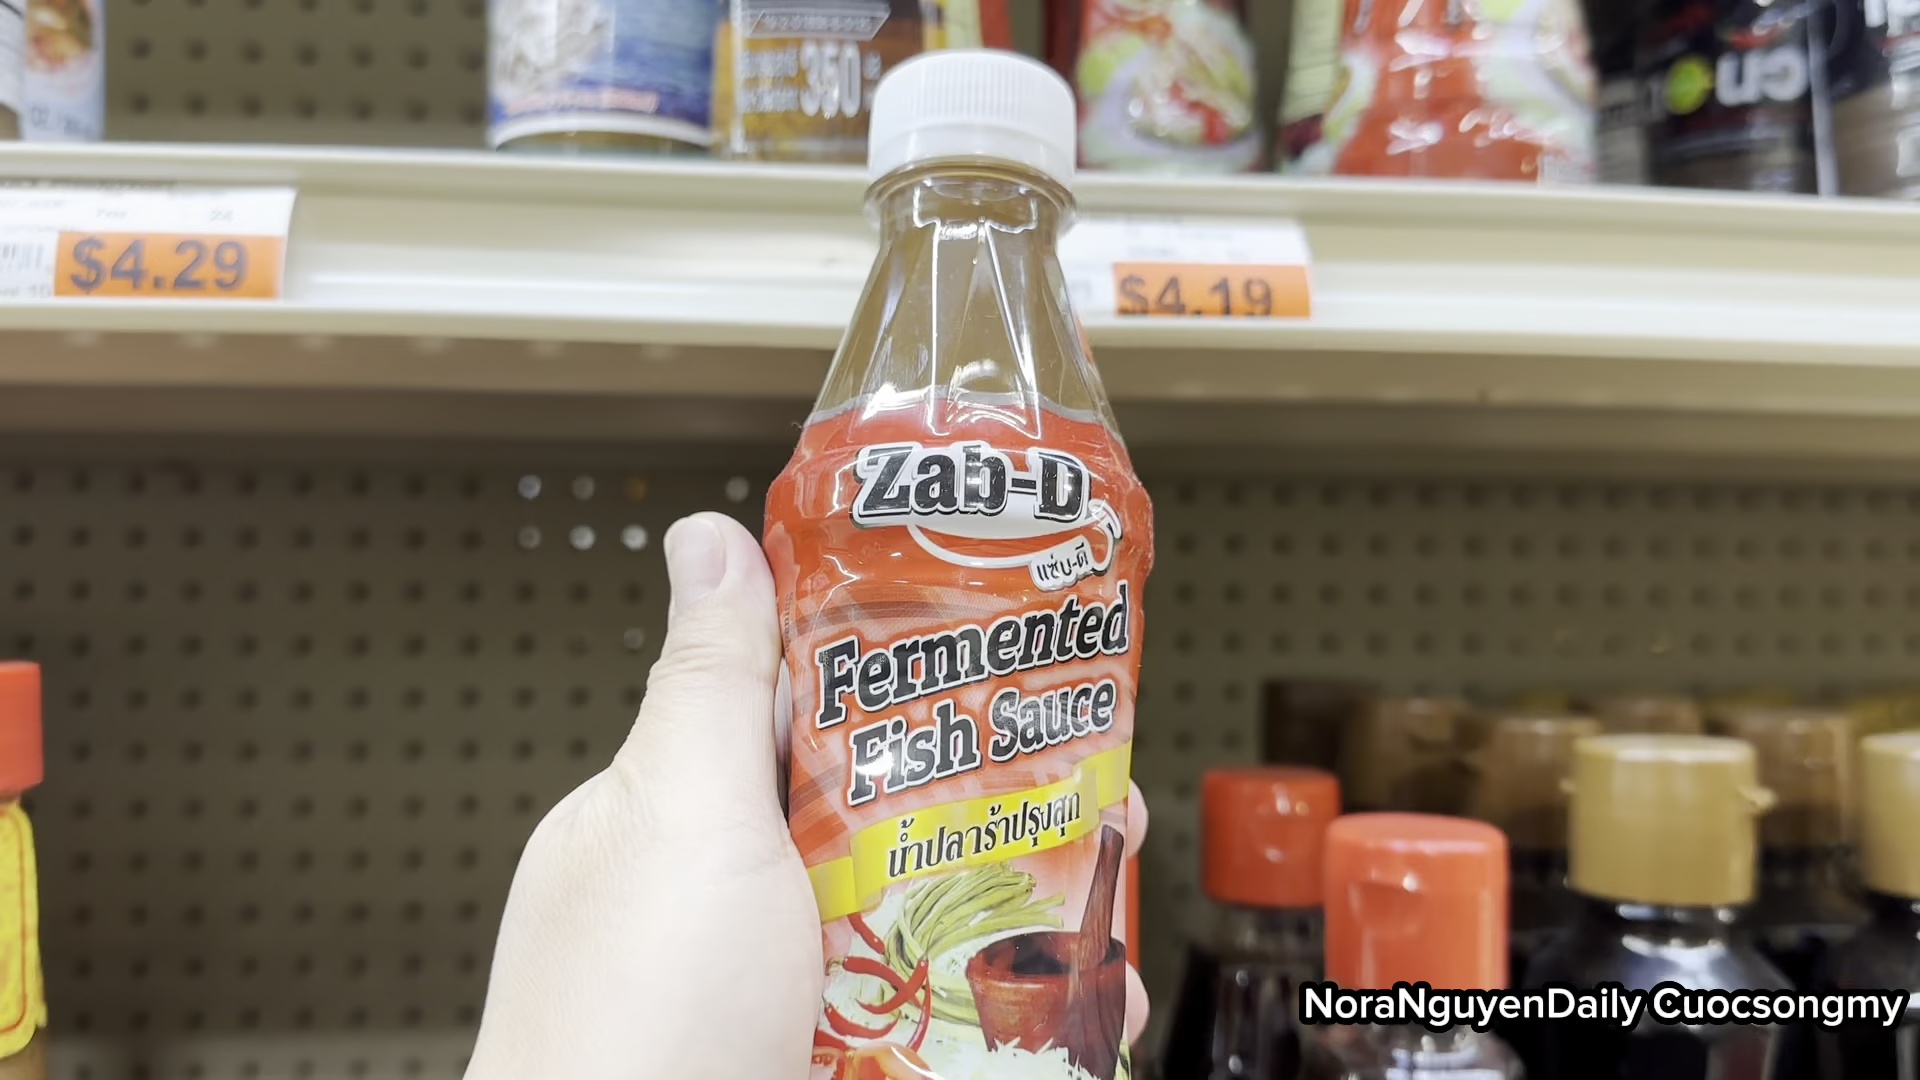 350
$4.29
$4.19
Zab-D
แซ่บ-ดี
Fermented
Fish Sauce
น้ำปลาร้าปรุงสุก
NoraNguyenDaily Cuocsongmy